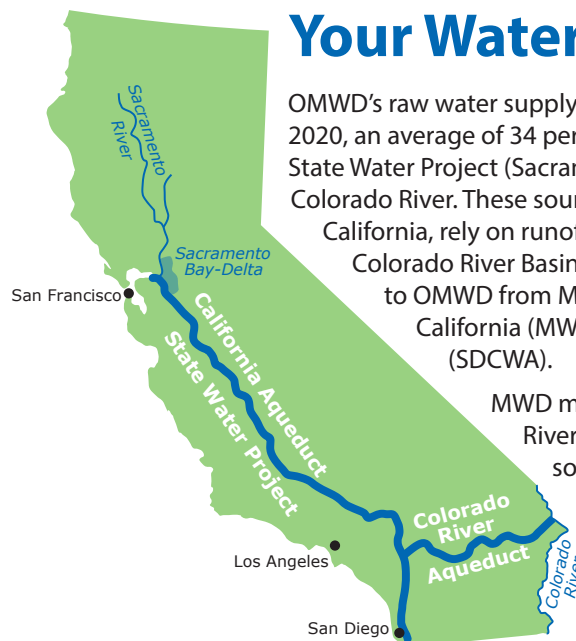 Your Water
OMWD's raw water supply
2020, an average of 34 per
State Water Project (Sacram
Colorado River. These sour
California, rely on runof
Colorado River Basin
to OMWD from M
California (MW
(SDCWA).
MWD m
River
so
Sacramento
River
Sacramento
Bay-Delta
San Francisco
California Aqueduct
State Water Project
Colorado
River
Aqueduct
Colorado
River
Los Angeles
San Diego